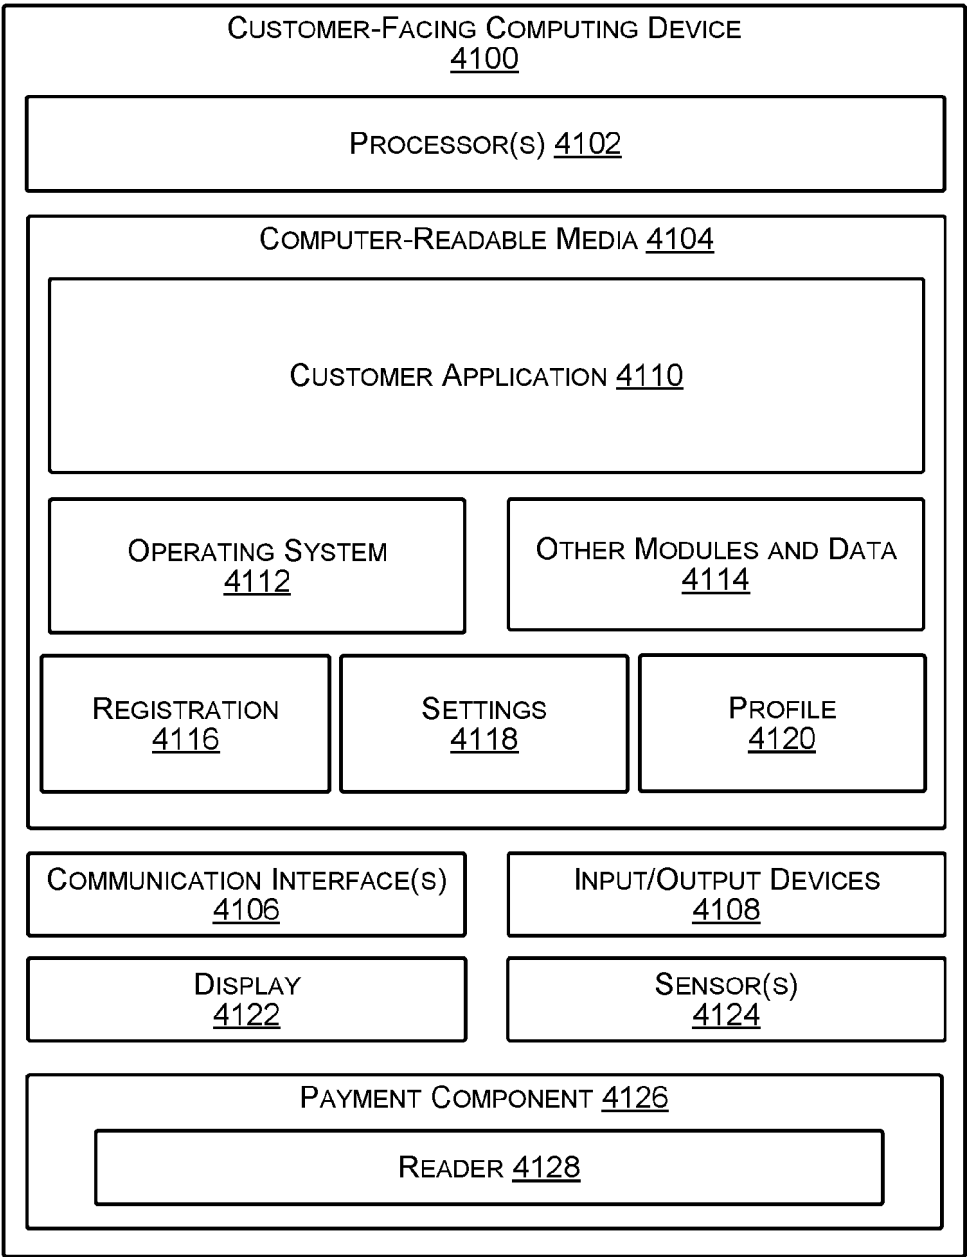 CUSTOMER-FACING COMPUTING DEVICE
4100
PROCESSOR(S) 4102
COMPUTER-READABLE MEDIA 4104
CUSTOMER APPLICATION 4110
OPERATING SYSTEM
4112
OTHER MODULES AND DATA
4114
REGISTRATION
4116
SETTINGS
4118
PROFILE
4120
COMMUNICATION INTERFACE(S)
4106
INPUT/OUTPUT DEVICES
4108
DISPLAY
4122
SENSOR(S)
4124
PAYMENT COMPONENT 4126
READER 4128